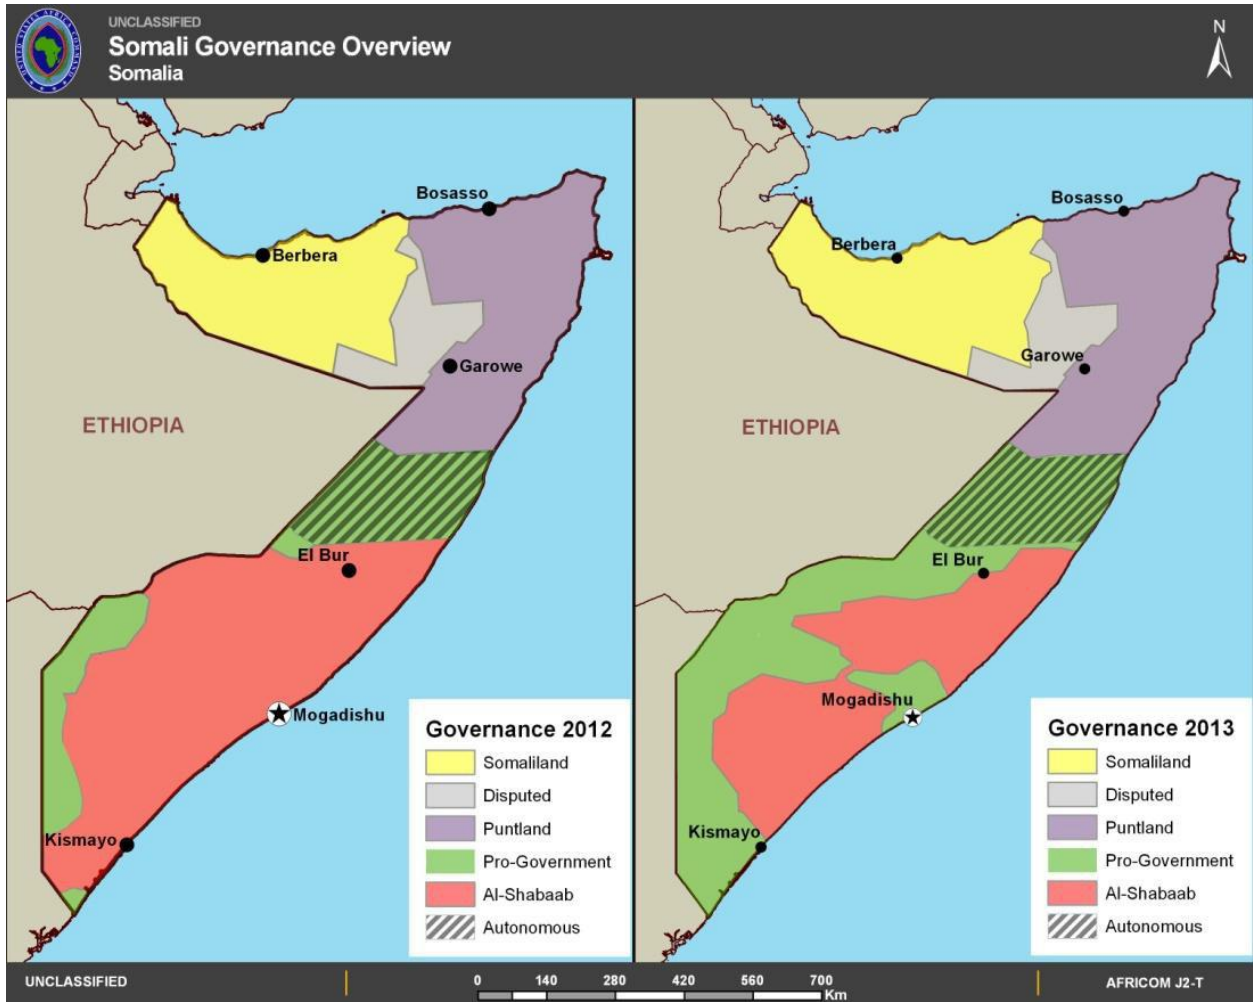 UNCLASSIFIED
Somali Governance Overview
Somalia
N
Bosasso
Berbera
Garowe
ETHIOPIA
El Bur
Mogadishu
Kismayo
Governance 2012
Somaliland
Disputed
Puntland
Pro-Government
Al-Shabaab
Autonomous
Bosasso
Berbera
Garowe
ETHIOPIA
El Bur
Mogadishu
Kismayo
Governance 2013
Somaliland
Disputed
Puntland
Pro-Government
Al-Shabaab
Autonomous
UNCLASSIFIED
0 140 280 420 560 700
Km
AFRICOM J2-T